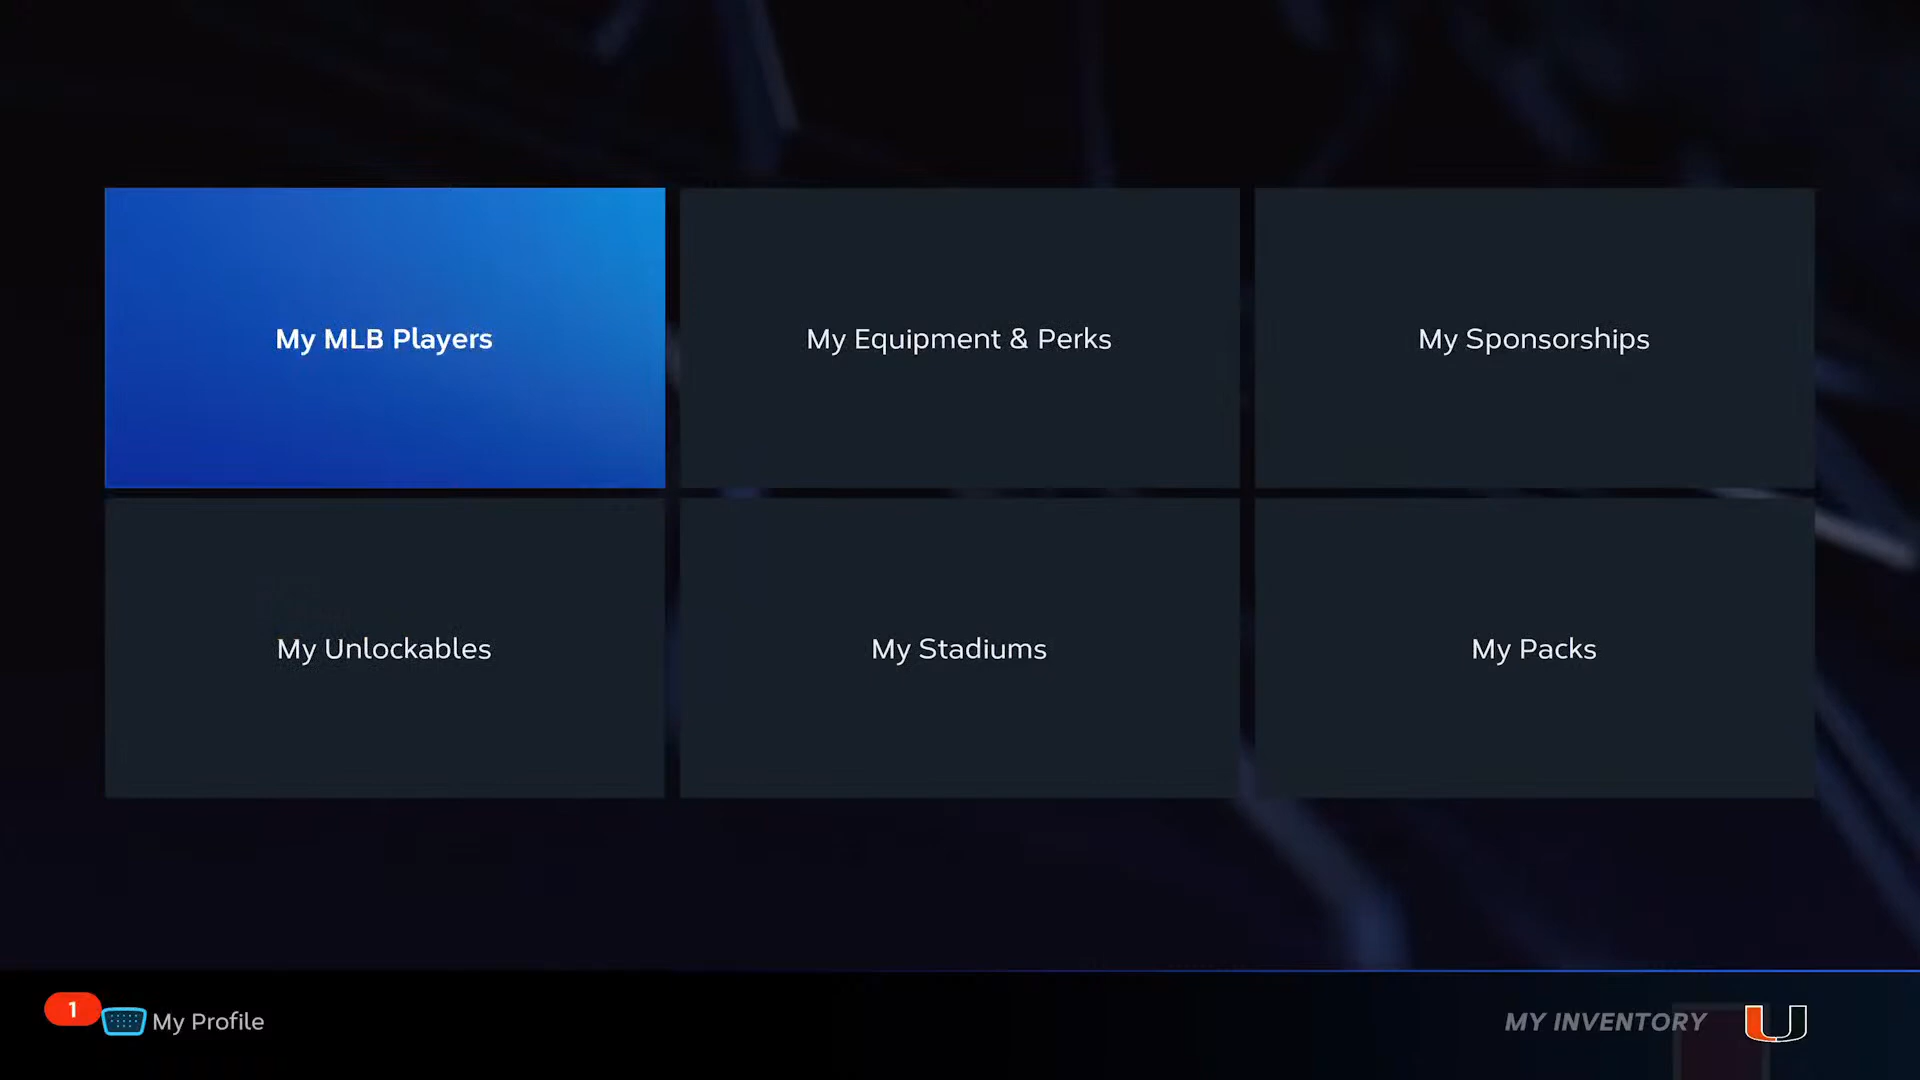 My MLB Players
My Equipment & Perks
My Sponsorships
My Unlockables
My Stadiums
My Packs
1
My Profile
MY INVENTORY
U